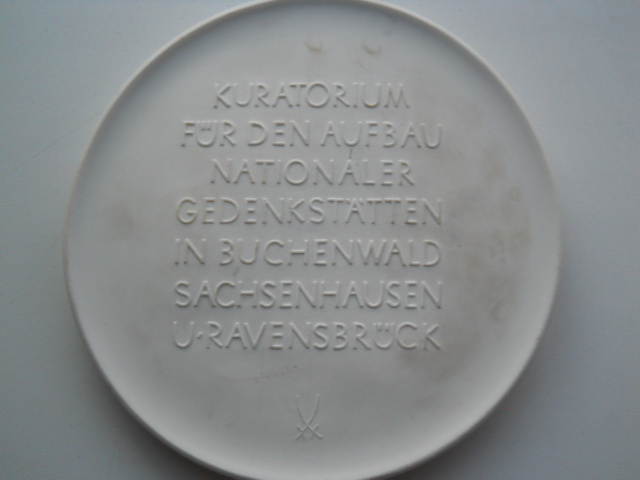 KURATORIUM
FÜR DEN AUFBAU
NATIONALER
GEDENKSTÄTTEN
IN BUCHENWALD
SACHSENHAUSEN
U·RAVENSBRÜCK